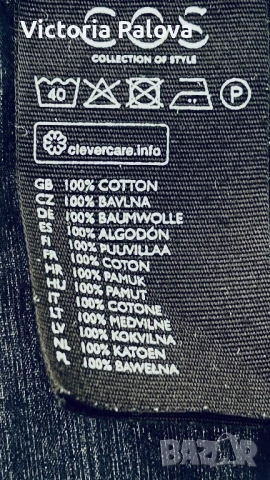 Victoria Ralova
COS
COLLECTION OF STYLE
40 P
clevercare.info
GB 100% COTTON
CZ 100% BAVLNA
DE 100% BAUMWOLLE
ES 100% ALGODÓN
FI 100% PUUVILLAA
FR 100% COTON
HR 100% PAMUK
HU 100% PAMUT
IT 100% COTONE
LT 100% MEDVILNE
LV 100% KOKVILNA
NL 100% KATOEN
PL 100% BAWEŁNA
BAZAR